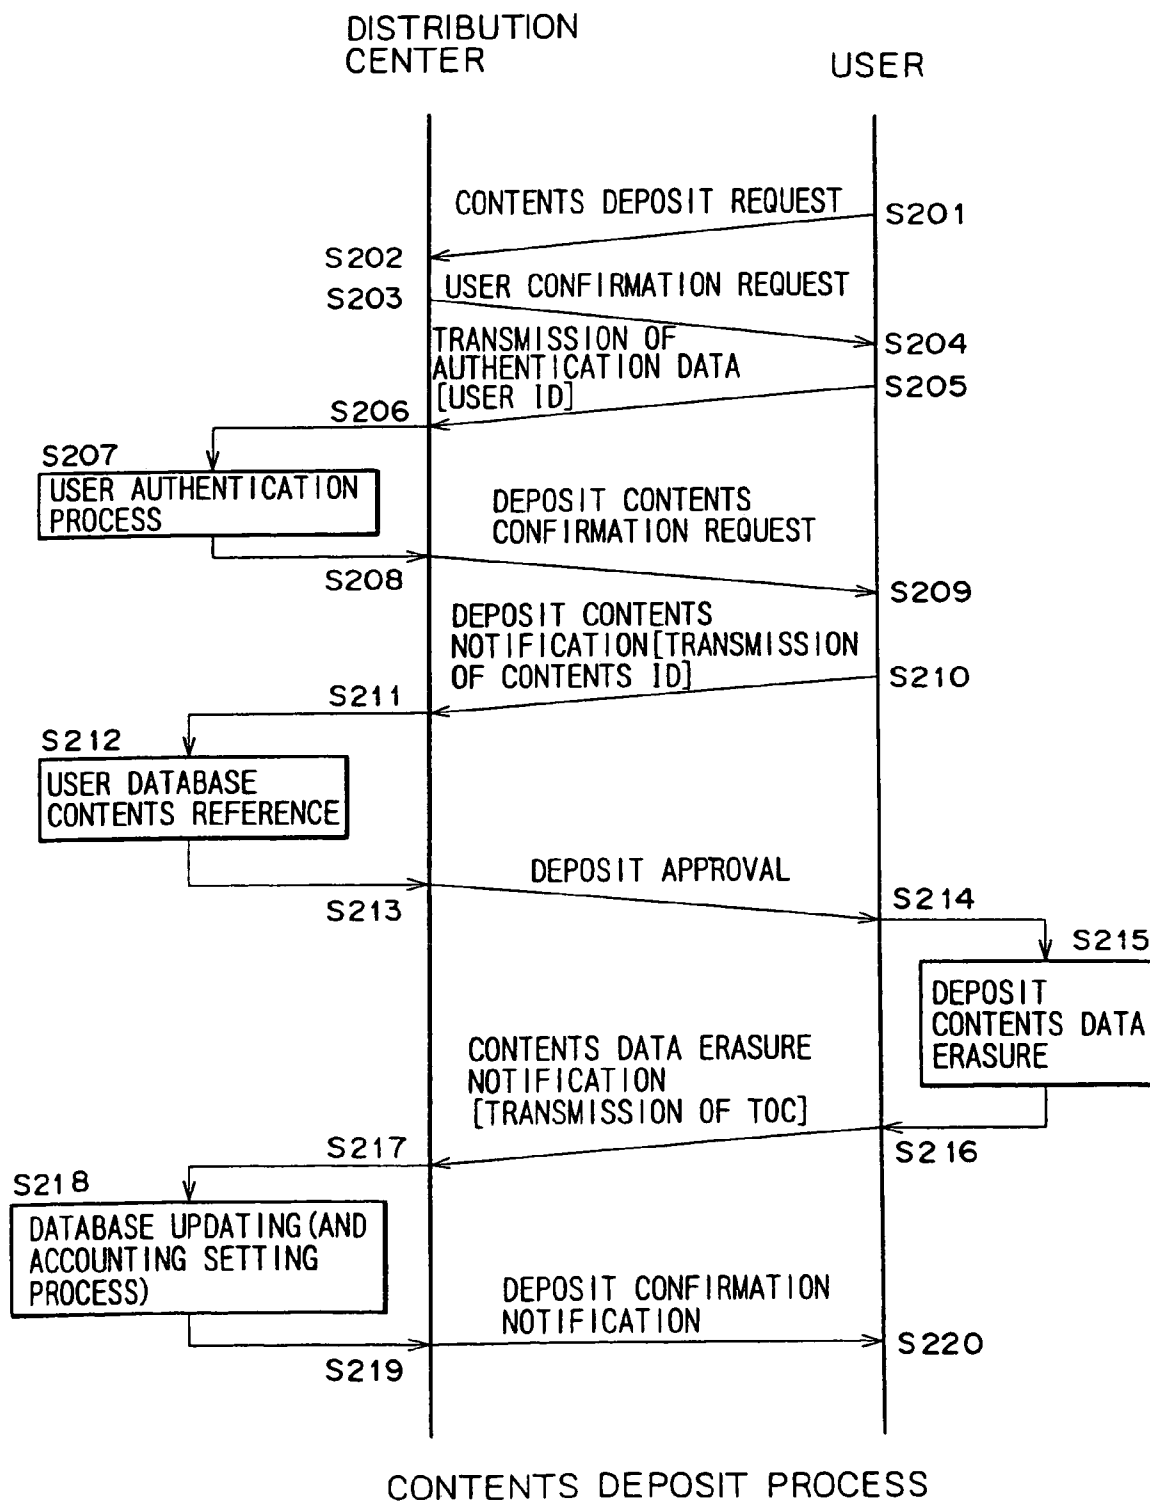 DISTRIBUTION
CENTER
USER
CONTENTS DEPOSIT REQUEST
S201
S202
USER CONFIRMATION REQUEST
S203
S204
TRANSMISSION OF
AUTHENTICATION DATA
[USER ID]
S205
S206
S207
USER AUTHENTICATION
PROCESS
DEPOSIT CONTENTS
CONFIRMATION REQUEST
S208
S209
DEPOSIT CONTENTS
NOTIFICATION[TRANSMISSION
OF CONTENTS ID]
S210
S211
S212
USER DATABASE
CONTENTS REFERENCE
DEPOSIT APPROVAL
S213
S214
S215
DEPOSIT
CONTENTS DATA
ERASURE
CONTENTS DATA ERASURE
NOTIFICATION
[TRANSMISSION OF TOC]
S216
S217
S218
DATABASE UPDATING(AND
ACCOUNTING SETTING
PROCESS)
DEPOSIT CONFIRMATION
NOTIFICATION
S219
S220
CONTENTS DEPOSIT PROCESS